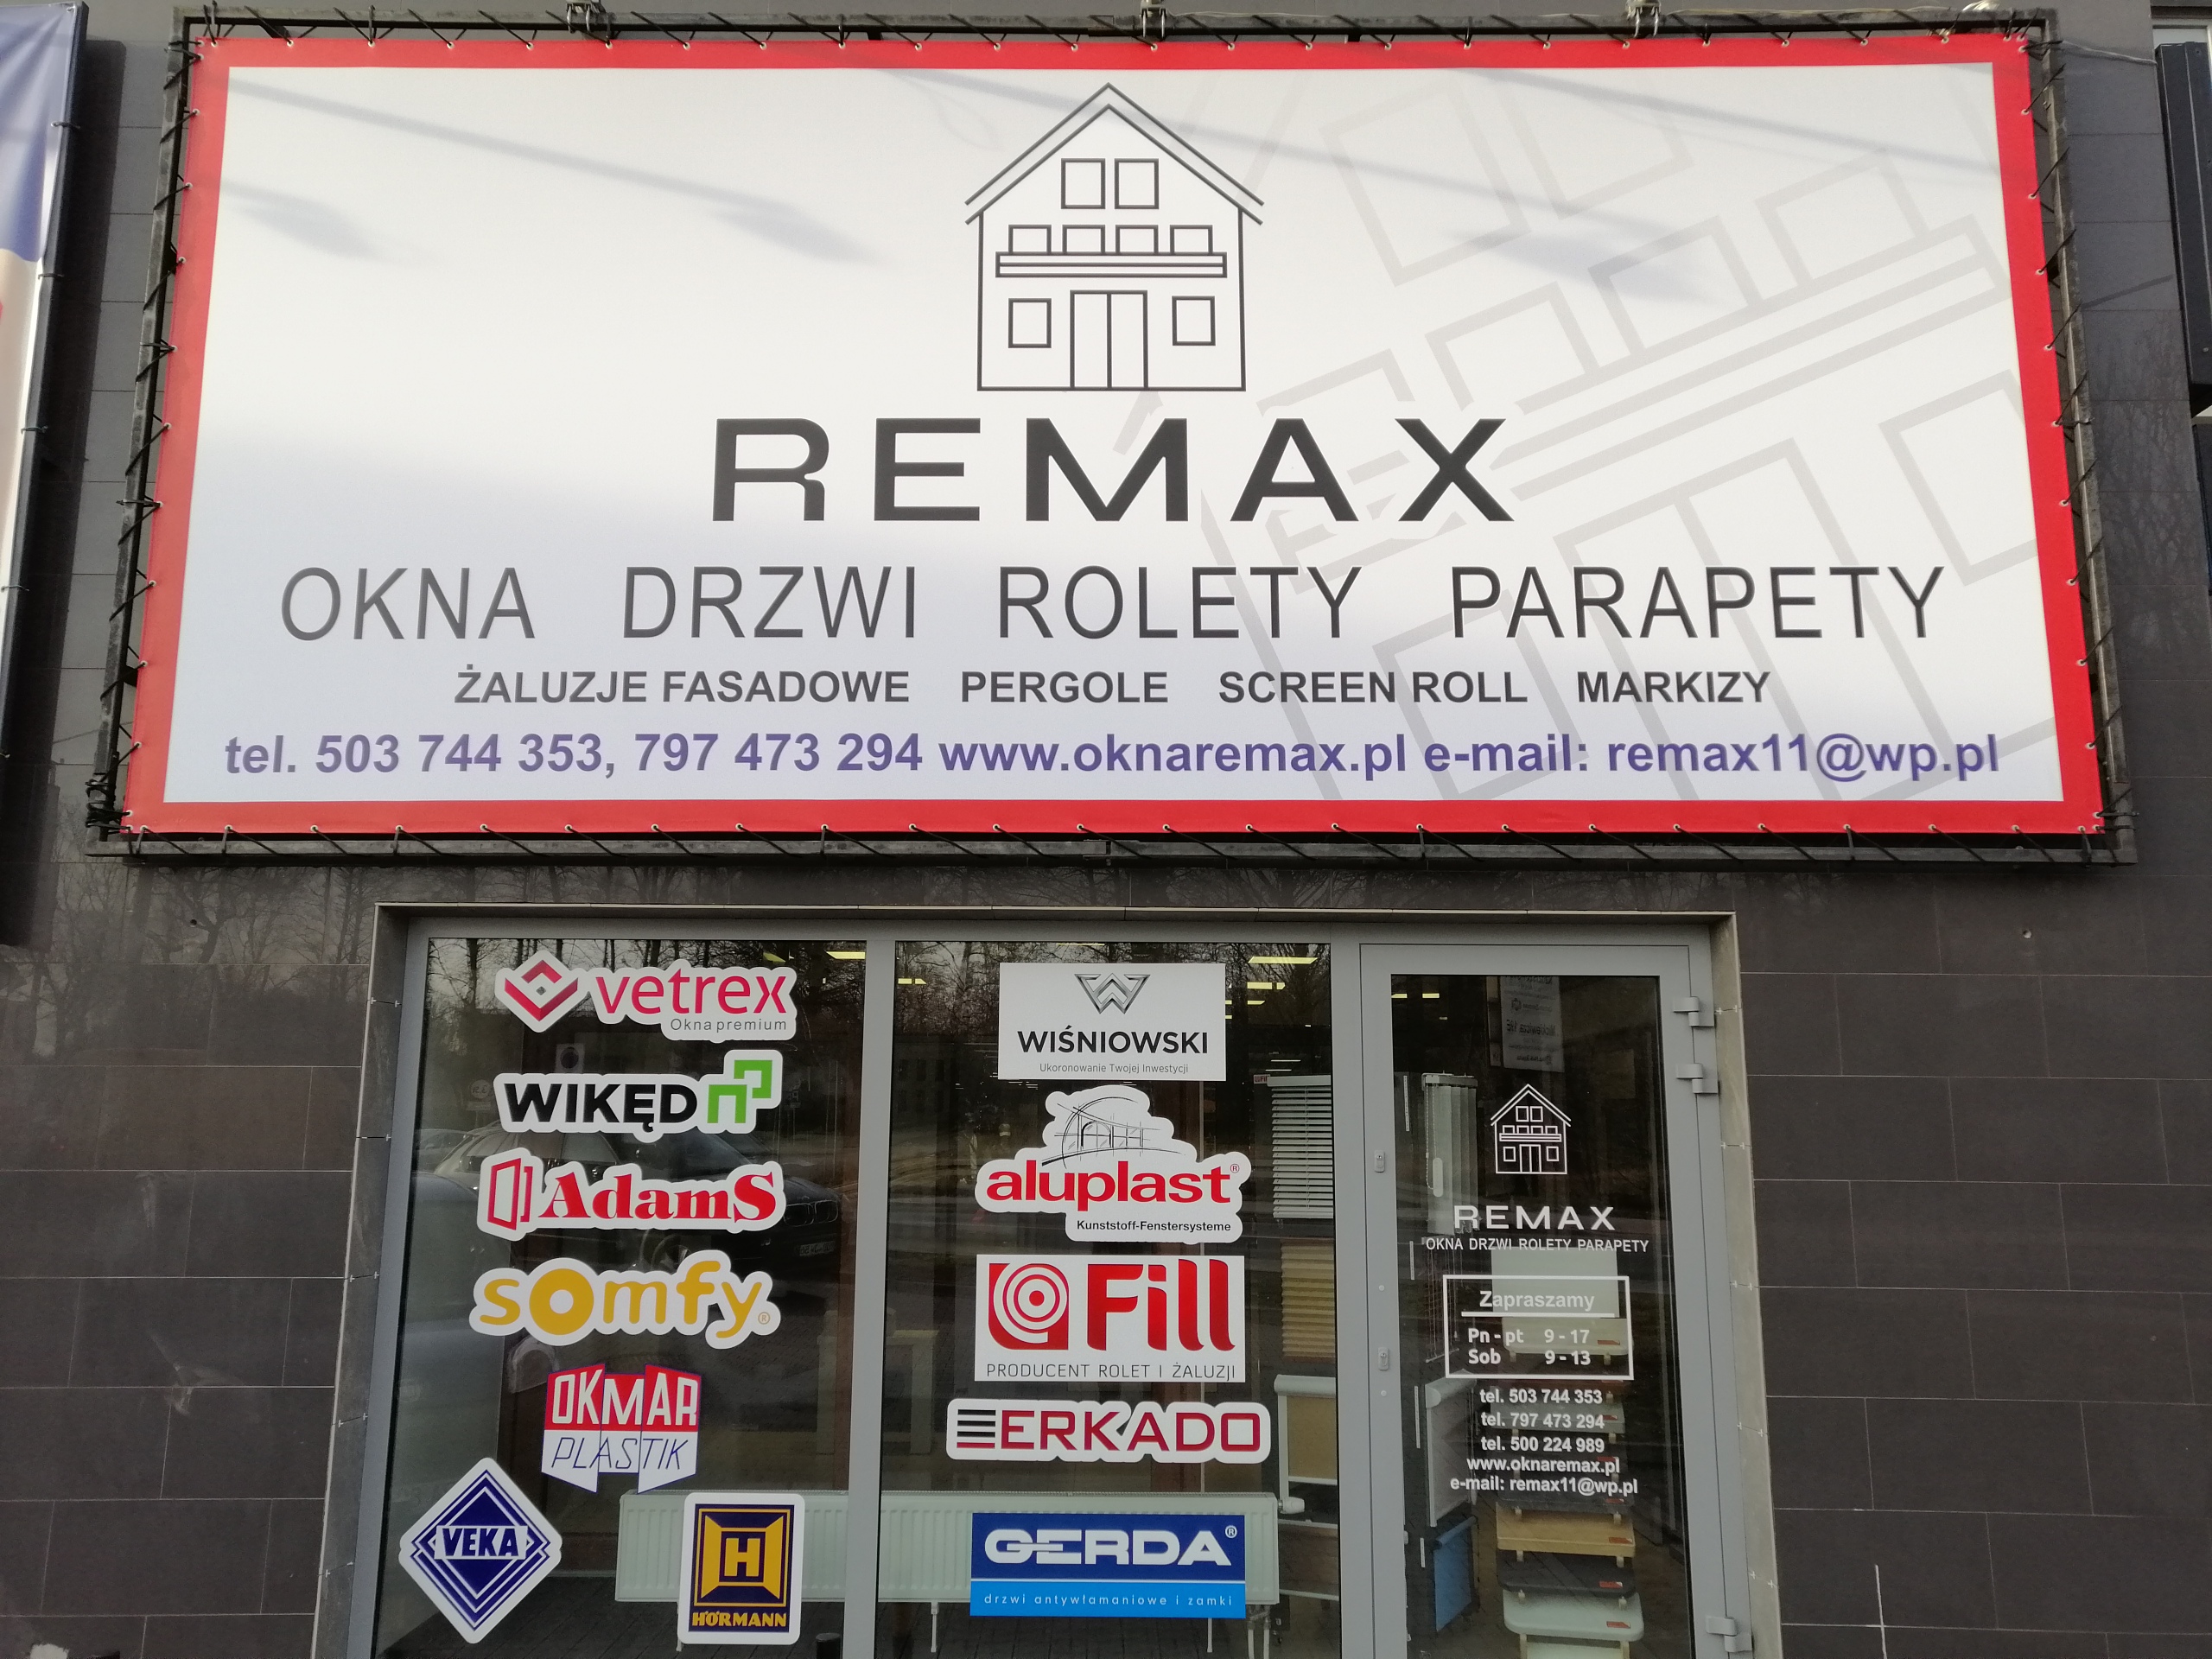 REMAX
OKNA DRZWI ROLETY PARAPETY
ŻALUZJE FASADOWE PERGOLE SCREEN ROLL MARKIZY
tel. 503 744 353, 797 473 294 www.oknaremax.pl e-mail: remax11@wp.pl
vetrex
Okna premium
WIKĘD
AdamS
somfy®
OKMAR
PLASTIK
VEKA
H
HÖRMANN
WIŚNIOWSKI
Ukoronowanie Twojej Inwestycji
aluplast®
Kunststoff-Fenstersysteme
Fill
PRODUCENT ROLET I ŻALUZJI
ERKADO
GERDA®
drzwi antywłamaniowe i zamki
REMAX
OKNA DRZWI ROLETY PARAPETY
Zapraszamy
Pn - pt 9 - 17
Sob 9 - 13
tel. 503 744 353
tel. 797 473 294
tel. 500 224 989
www.oknaremax.pl
e-mail: remax11@wp.pl